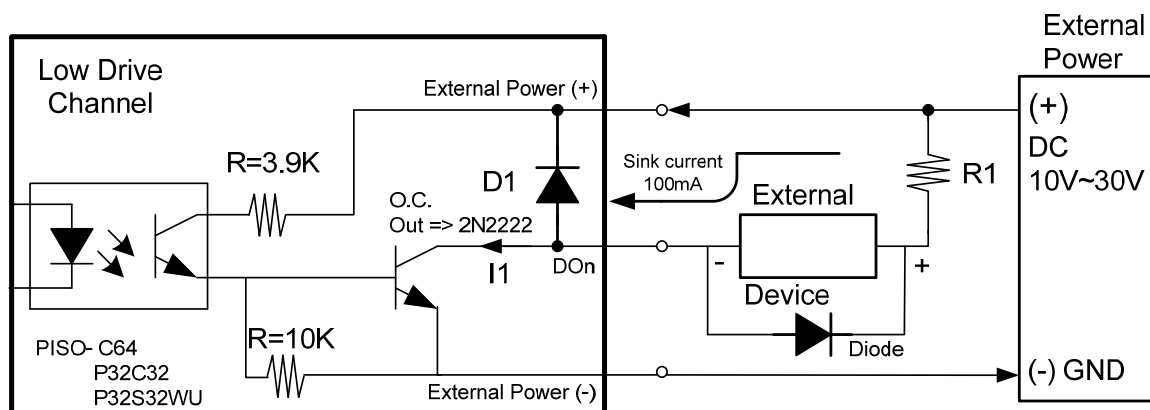 Low Drive
Channel
External Power (+)
R=3.9K
D1
O.C.
Out => 2N2222
I1
DOn
R=10K
External Power (-)
PISO- C64
P32C32
P32S32WU
Sink current
100mA
External
Device
-
+
Diode
R1
External
Power
(+)
DC
10V~30V
(-) GND